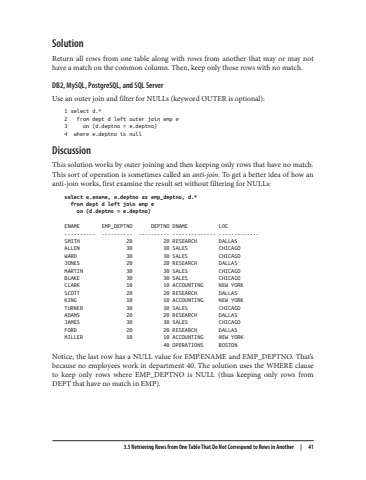 Solution
Return all rows from one table along with rows from another that may or may not
have a match on the common column. Then, keep only those rows with no match.
DB2, MySQL, PostgreSQL, and SQL Server
Use an outer join and filter for NULLs (keyword OUTER is optional):
1 select d.*
2   from dept d left outer join emp e
3     on (d.deptno = e.deptno)
4  where e.deptno is null
Discussion
This solution works by outer joining and then keeping only rows that have no match.
This sort of operation is sometimes called an anti-join. To get a better idea of how an
anti-join works, first examine the result set without filtering for NULLs:
select e.ename, e.deptno as emp_deptno, d.*
  from dept d left join emp e
    on (d.deptno = e.deptno)
ENAME      EMP_DEPTNO     DEPTNO DNAME          LOC
---------- ---------- ---------- -------------- -------------
SMITH              20         20 RESEARCH       DALLAS
ALLEN              30         30 SALES          CHICAGO
WARD               30         30 SALES          CHICAGO
JONES              20         20 RESEARCH       DALLAS
MARTIN             30         30 SALES          CHICAGO
BLAKE              30         30 SALES          CHICAGO
CLARK              10         10 ACCOUNTING     NEW YORK
SCOTT              20         20 RESEARCH       DALLAS
KING               10         10 ACCOUNTING     NEW YORK
TURNER             30         30 SALES          CHICAGO
ADAMS              20         20 RESEARCH       DALLAS
JAMES              30         30 SALES          CHICAGO
FORD               20         20 RESEARCH       DALLAS
MILLER             10         10 ACCOUNTING     NEW YORK
                              40 OPERATIONS     BOSTON
Notice, the last row has a NULL value for EMP.ENAME and EMP_DEPTNO. That's
because no employees work in department 40. The solution uses the WHERE clause
to keep only rows where EMP_DEPTNO is NULL (thus keeping only rows from
DEPT that have no match in EMP).
3.5 Retrieving Rows from One Table That Do Not Correspond to Rows in Another | 41